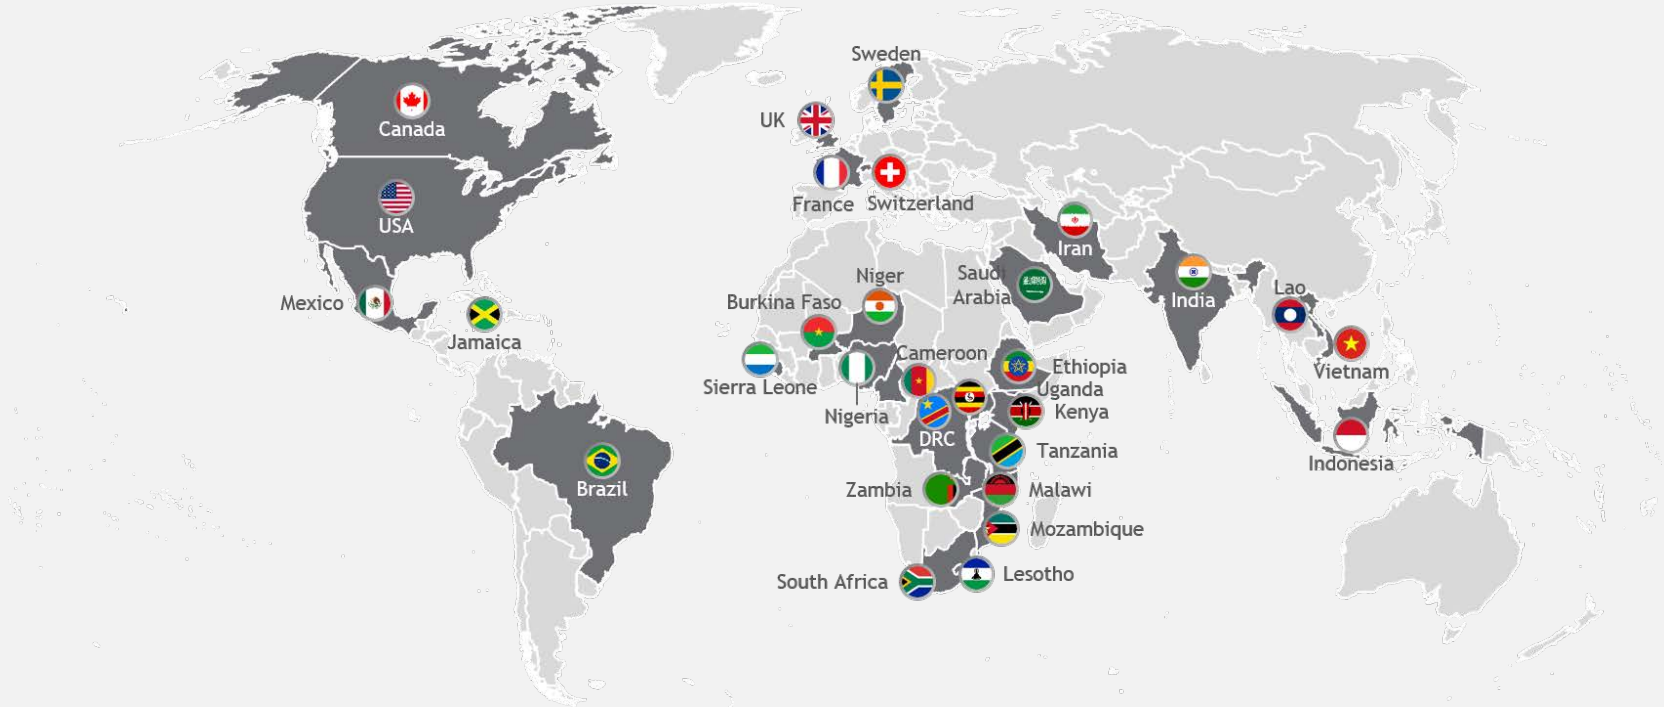 Sweden
UK
Canada
France
Switzerland
USA
Iran
Niger
Saudi
Arabia
Mexico
Burkina Faso
India
Lao
Jamaica
Cameroon
Ethiopia
Vietnam
Sierra Leone
Uganda
Nigeria
Kenya
DRC
Tanzania
Indonesia
Brazil
Zambia
Malawi
Mozambique
South Africa
Lesotho